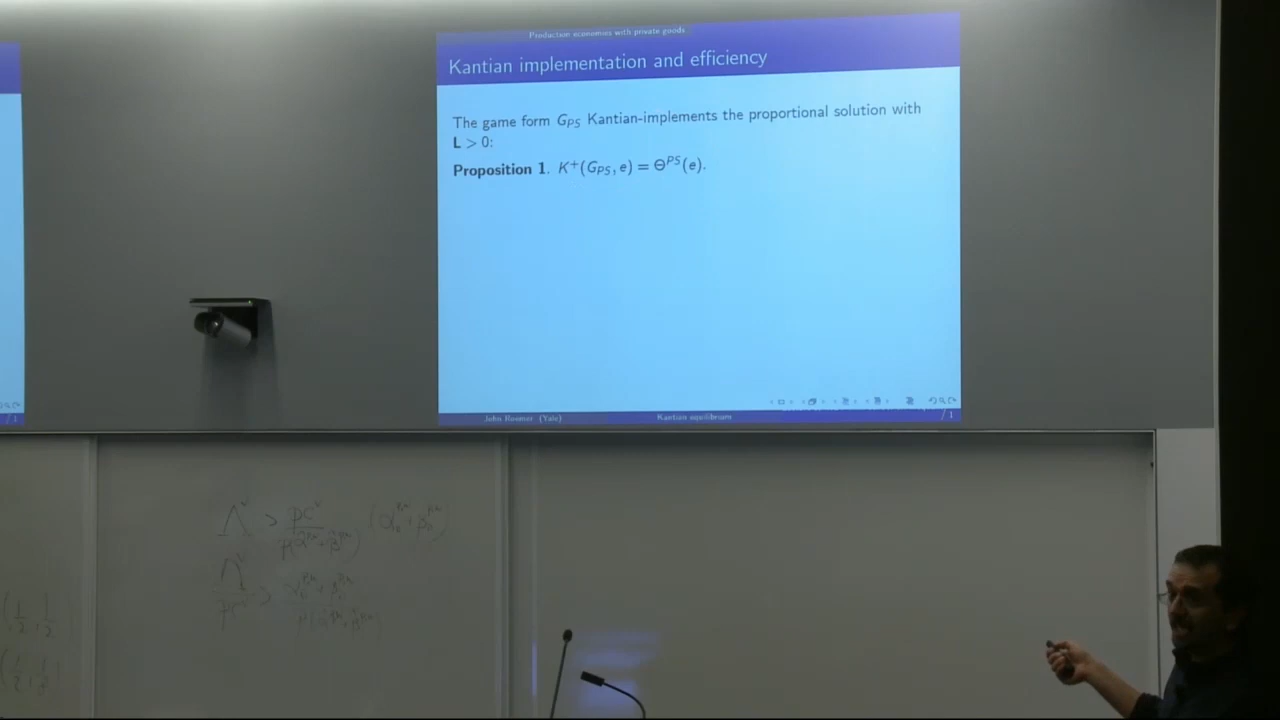 Production economies with private goods
Kantian implementation and efficiency
The game form G_PS Kantian-implements the proportional solution with
L > 0:
Proposition 1. K⁺(G_PS, e) = Θ^PS(e).
John Roemer (Yale)
Kantian equilibrium
/ 1